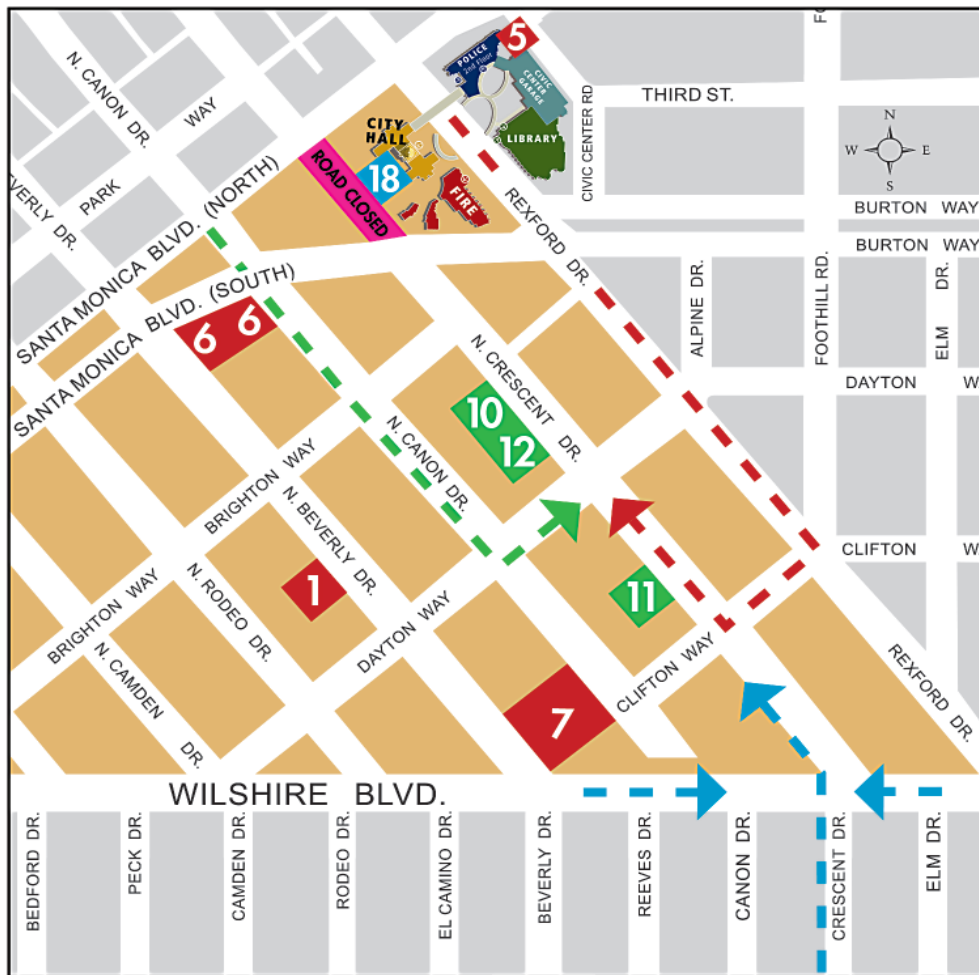 FO
N. CANON DR.
WAY
PARK
EVERLY DR.
POLICE
2nd Floor
5
CIVIC
CENTER
GARAGE
LIBRARY
CIVIC CENTER RD
THIRD ST.
N
W E
S
CITY
HALL
18
FIRE
ROAD CLOSED
REXFORD DR.
BURTON WAY
BURTON WAY
SANTA MONICA BLVD. (NORTH)
SANTA MONICA BLVD. (SOUTH)
ALPINE DR.
FOOTHILL RD.
ELM DR.
6 6
N. CRESCENT DR.
DAYTON W
10
12
N. CANON DR.
BRIGHTON WAY
N. BEVERLY DR.
CLIFTON W
1
11
N. RODEO DR.
BRIGHTON WAY
DAYTON WAY
N. CAMDEN DR.
CLIFTON WAY
REXFORD DR.
7
WILSHIRE BLVD.
BEDFORD DR.
PECK DR.
CAMDEN DR.
RODEO DR.
EL CAMINO DR.
BEVERLY DR.
REEVES DR.
CANON DR.
CRESCENT DR.
ELM DR.